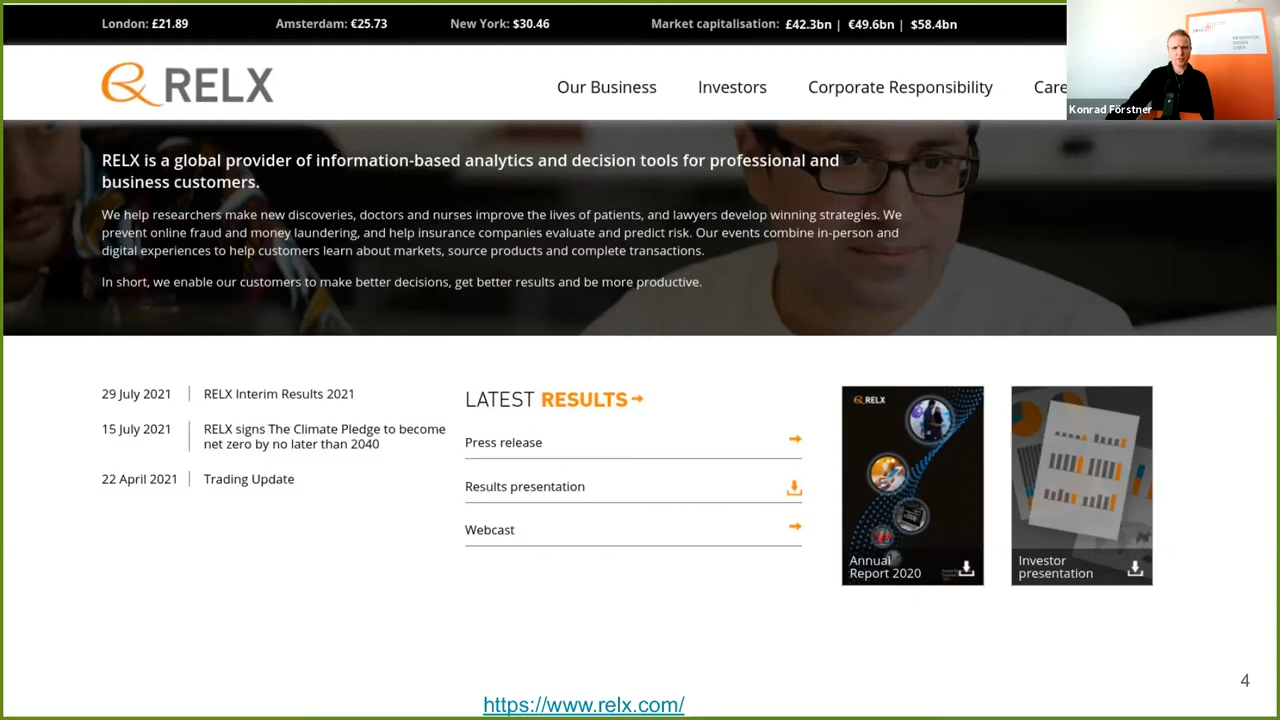 London: £21.89 Amsterdam: €25.73 New York: $30.46 Market capitalisation: £42.3bn | €49.6bn | $58.4bn
RELX
Our Business Investors Corporate Responsibility Care
Konrad Förstner
RELX is a global provider of information-based analytics and decision tools for professional and
business customers.
We help researchers make new discoveries, doctors and nurses improve the lives of patients, and lawyers develop winning strategies. We
prevent online fraud and money laundering, and help insurance companies evaluate and predict risk. Our events combine in-person and
digital experiences to help customers learn about markets, source products and complete transactions.
In short, we enable our customers to make better decisions, get better results and be more productive.
29 July 2021 RELX Interim Results 2021
15 July 2021 RELX signs The Climate Pledge to become
net zero by no later than 2040
22 April 2021 Trading Update
LATEST RESULTS
Press release
Results presentation
Webcast
RELX
Annual
Report 2020
Investor
presentation
4
https://www.relx.com/